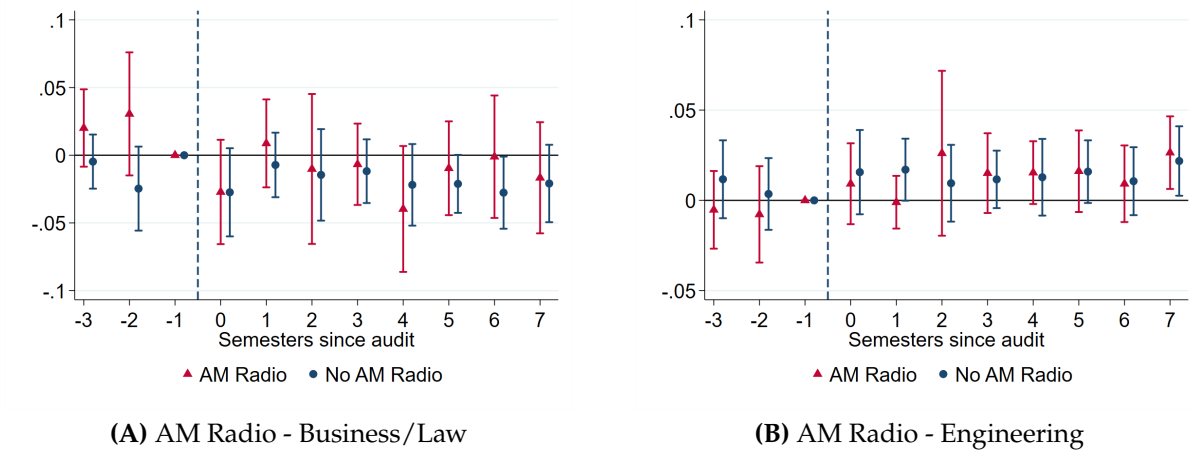 .1
.05
0
-.05
-.1
-3 -2 -1 0 1 2 3 4 5 6 7
Semesters since audit
AM Radio No AM Radio
(A) AM Radio - Business/Law
.1
.05
0
-.05
-3 -2 -1 0 1 2 3 4 5 6 7
Semesters since audit
AM Radio No AM Radio
(B) AM Radio - Engineering